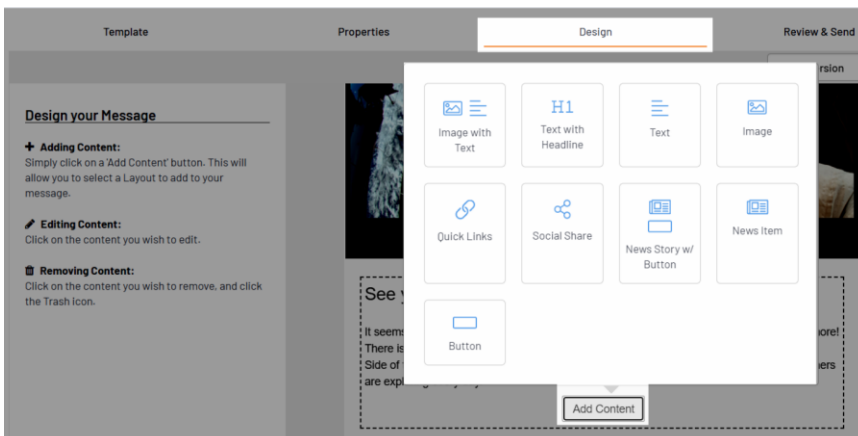 Template
Properties
Design
Review & Send
rsion
Design your Message
Adding Content:
Simply click on a 'Add Content' button. This will
allow you to select a Layout to add to your
message.
Editing Content:
Click on the content you wish to edit.
Removing Content:
Click on the content you wish to remove, and click
the Trash icon.
Image with
Text
H1
Text with
Headline
Text
Image
Quick Links
Social Share
News Story w/
Button
News Item
Button
See
It seems
ore!
There is
Side of
ers
are
Add Content